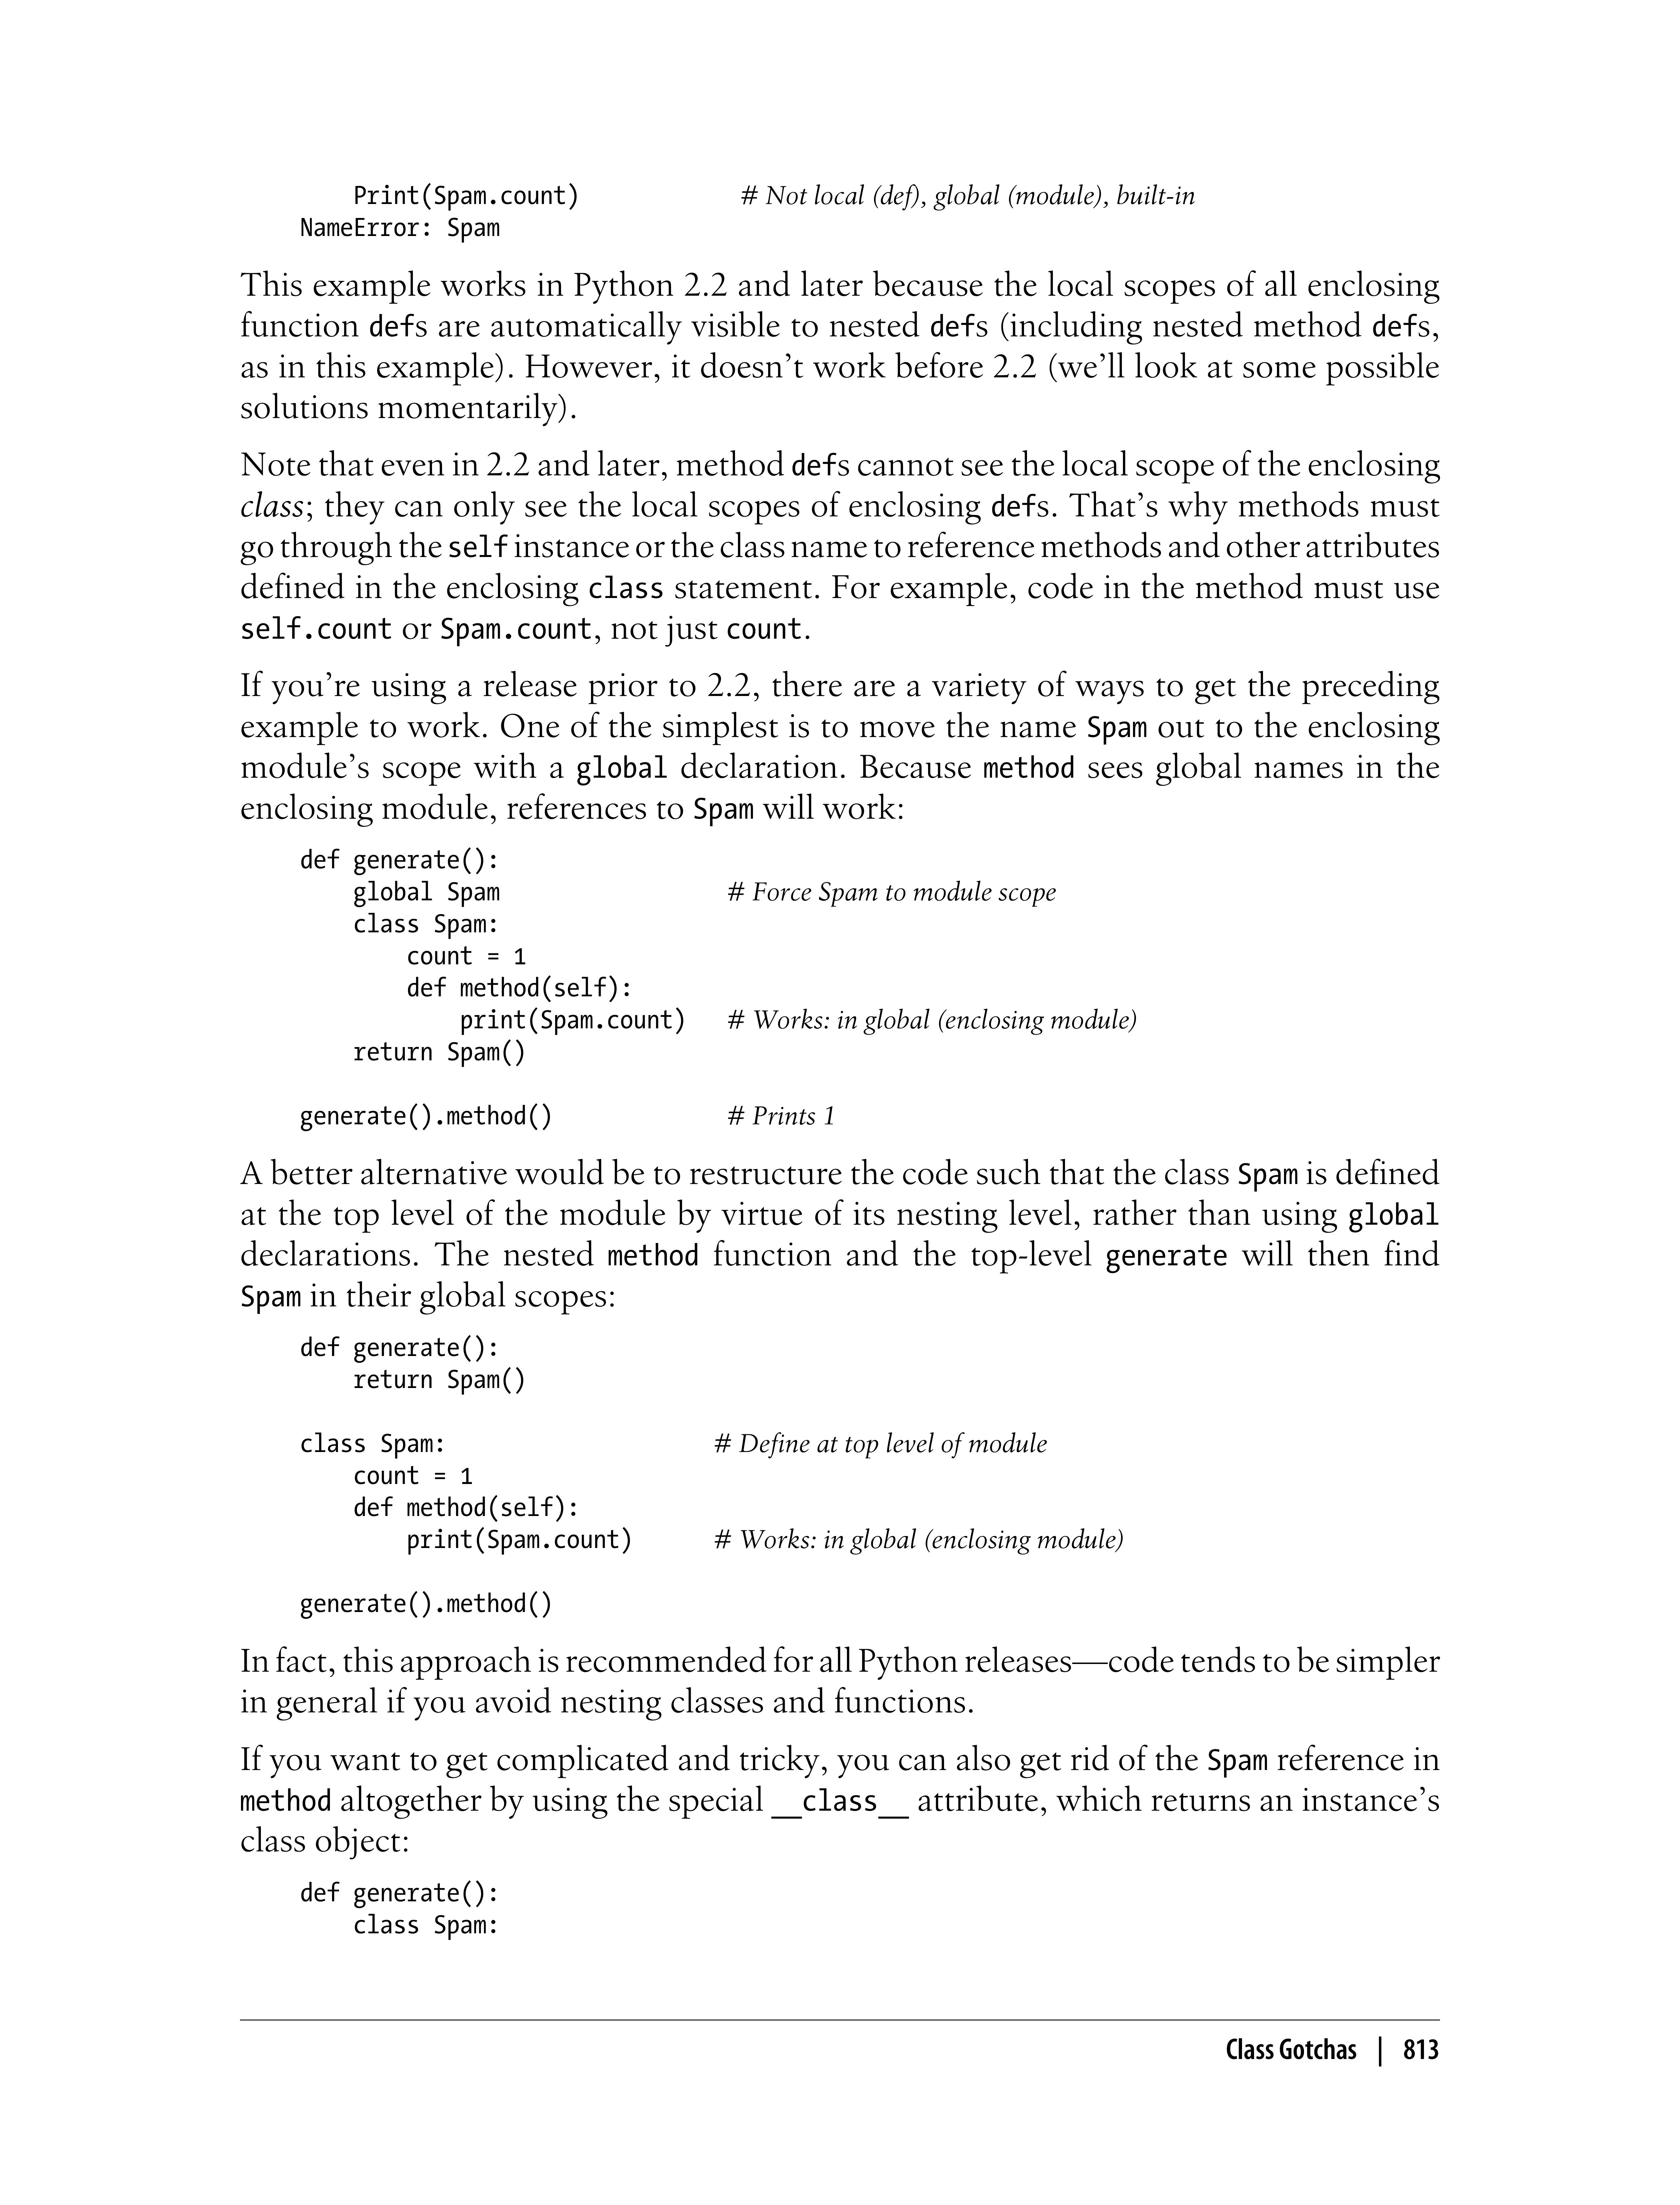 Print(Spam.count)            # Not local (def), global (module), built-in
NameError: Spam
This example works in Python 2.2 and later because the local scopes of all enclosing
function defs are automatically visible to nested defs (including nested method defs,
as in this example). However, it doesn’t work before 2.2 (we’ll look at some possible
solutions momentarily).
Note that even in 2.2 and later, method defs cannot see the local scope of the enclosing
class; they can only see the local scopes of enclosing defs. That’s why methods must
go through the self instance or the class name to reference methods and other attributes
defined in the enclosing class statement. For example, code in the method must use
self.count or Spam.count, not just count.
If you’re using a release prior to 2.2, there are a variety of ways to get the preceding
example to work. One of the simplest is to move the name Spam out to the enclosing
module’s scope with a global declaration. Because method sees global names in the
enclosing module, references to Spam will work:
def generate():
    global Spam                 # Force Spam to module scope
    class Spam:
        count = 1
        def method(self):
            print(Spam.count)   # Works: in global (enclosing module)
    return Spam()
generate().method()             # Prints 1
A better alternative would be to restructure the code such that the class Spam is defined
at the top level of the module by virtue of its nesting level, rather than using global
declarations. The nested method function and the top-level generate will then find
Spam in their global scopes:
def generate():
    return Spam()
class Spam:                    # Define at top level of module
    count = 1
    def method(self):
        print(Spam.count)      # Works: in global (enclosing module)
generate().method()
In fact, this approach is recommended for all Python releases—code tends to be simpler
in general if you avoid nesting classes and functions.
If you want to get complicated and tricky, you can also get rid of the Spam reference in
method altogether by using the special __class__ attribute, which returns an instance’s
class object:
def generate():
    class Spam:
Class Gotchas | 813